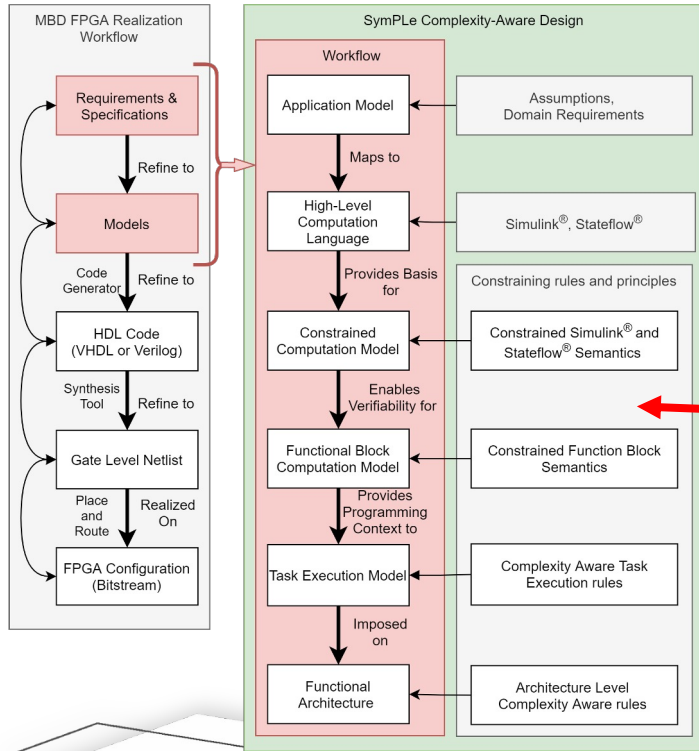 MBD FPGA Realization
Workflow
Requirements &
Specifications
Refine to
Models
Code
Generator
Refine to
HDL Code
(VHDL or Verilog)
Synthesis
Tool
Refine to
Gate Level Netlist
Place
and
Route
Realized
On
FPGA Configuration
(Bitstream)
SymPLe Complexity-Aware Design
Workflow
Application Model
Assumptions,
Domain Requirements
Maps to
High-Level
Computation
Language
Simulink®, Stateflow®
Provides Basis
for
Constraining rules and principles
Constrained
Computation Model
Constrained Simulink® and
Stateflow® Semantics
Enables
Verifiability for
Functional Block
Computation Model
Constrained Function Block
Semantics
Provides
Programming
Context to
Task Execution Model
Complexity Aware Task
Execution rules
Imposed
on
Functional
Architecture
Architecture Level
Complexity Aware rules